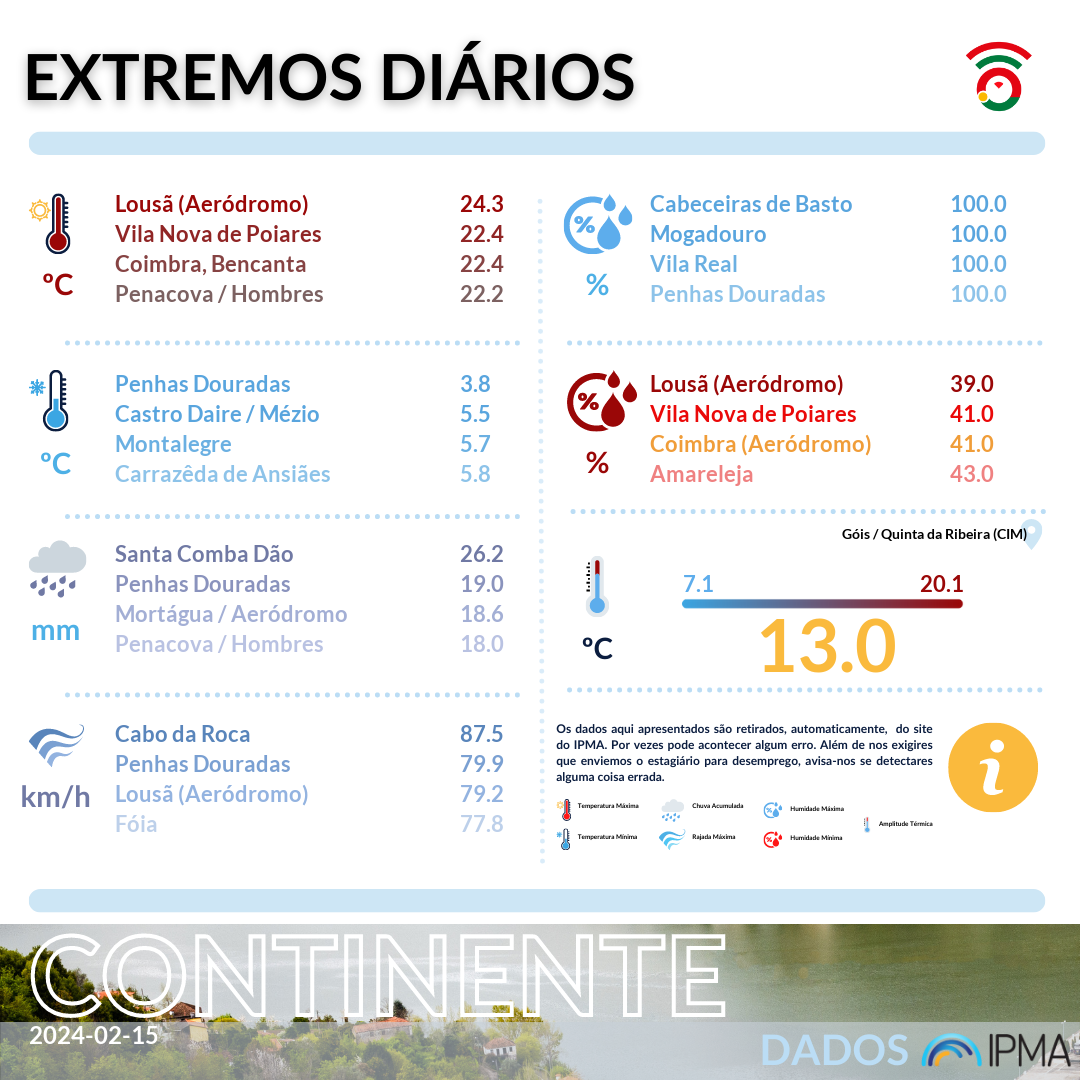 EXTREMOS DIÁRIOS
Lousã (Aeródromo) 24.3
Vila Nova de Poiares 22.4
Coimbra, Bencanta 22.4
Penacova / Hombres 22.2
ºC
Penhas Douradas 3.8
Castro Daire / Mézio 5.5
Montalegre 5.7
Carrazêda de Ansiães 5.8
ºC
Santa Comba Dão 26.2
Penhas Douradas 19.0
Mortágua / Aeródromo 18.6
Penacova / Hombres 18.0
mm
Cabo da Roca 87.5
Penhas Douradas 79.9
Lousã (Aeródromo) 79.2
Fóia 77.8
km/h
Cabeceiras de Basto 100.0
Mogadouro 100.0
Vila Real 100.0
Penhas Douradas 100.0
%
%
Lousã (Aeródromo) 39.0
Vila Nova de Poiares 41.0
Coimbra (Aeródromo) 41.0
Amareleja 43.0
%
%
Góis / Quinta da Ribeira (CIM)
7.1 20.1
13.0
ºC
Os dados aqui apresentados são retirados, automaticamente, do site
do IPMA. Por vezes pode acontecer algum erro. Além de nos exigires
que enviemos o estagiário para desemprego, avisa-nos se detectares
alguma coisa errada.
i
Temperatura Máxima
Chuva Acumulada
Humidade Máxima
Amplitude Térmica
Temperatura Mínima
Rajada Máxima
Humidade Mínima
CONTINENTE
2024-02-15
DADOS IPMA